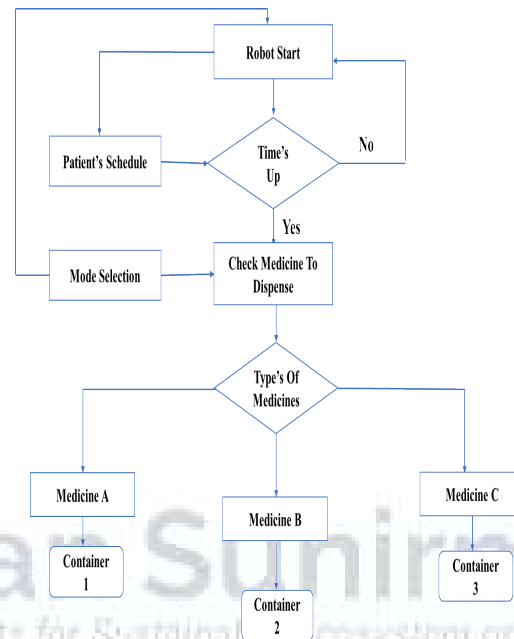 Robot Start
Patient's Schedule
Time's
Up
No
Yes
Mode Selection
Check Medicine To
Dispense
Type's Of
Medicines
Medicine A
Medicine B
Medicine C
Container
1
Container
2
Container
3